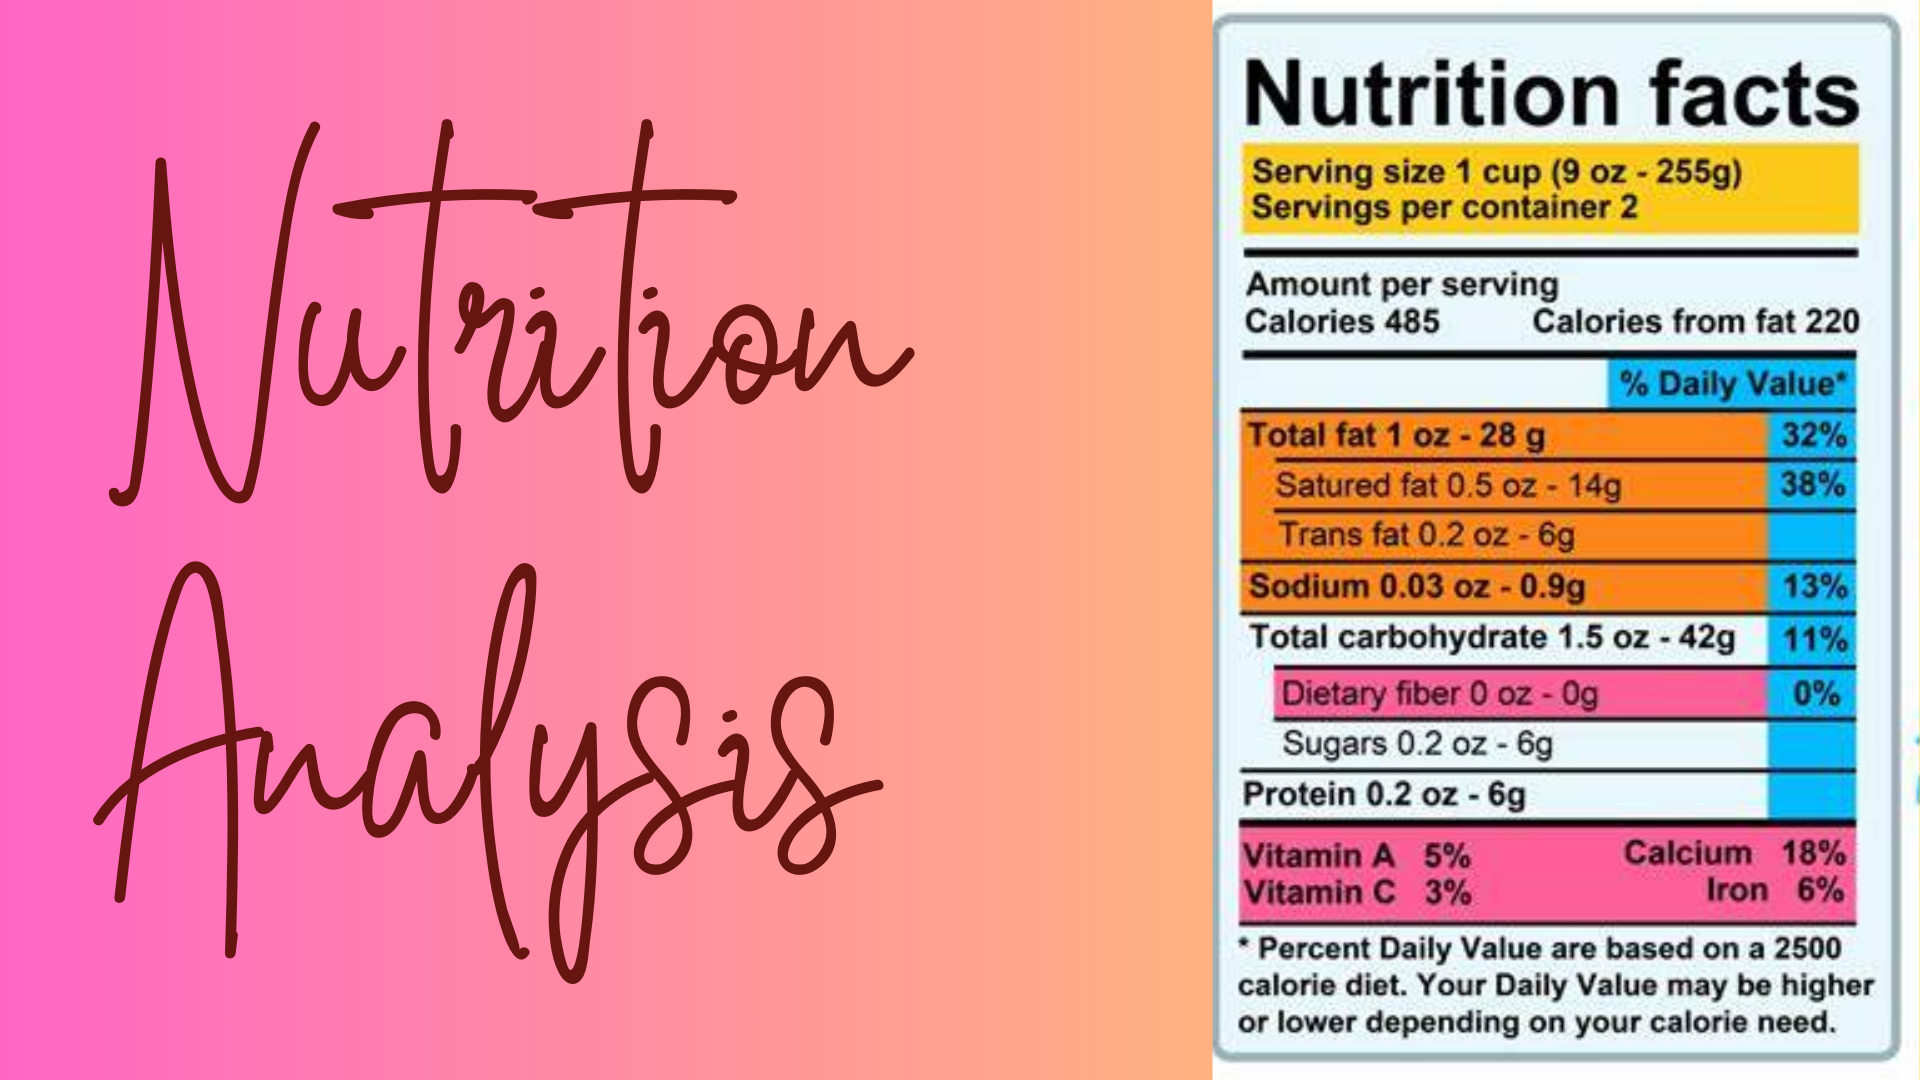 Nutrition
Analysis
Nutrition facts
Serving size 1 cup (9 oz - 255g)
Servings per container 2
Amount per serving
Calories 485 Calories from fat 220
% Daily Value*
Total fat 1 oz - 28 g 32%
Satured fat 0.5 oz - 14g 38%
Trans fat 0.2 oz - 6g
Sodium 0.03 oz - 0.9g 13%
Total carbohydrate 1.5 oz - 42g 11%
Dietary fiber 0 oz - 0g 0%
Sugars 0.2 oz - 6g
Protein 0.2 oz - 6g
Vitamin A 5% Calcium 18%
Vitamin C 3% Iron 6%
* Percent Daily Value are based on a 2500
calorie diet. Your Daily Value may be higher
or lower depending on your calorie need.